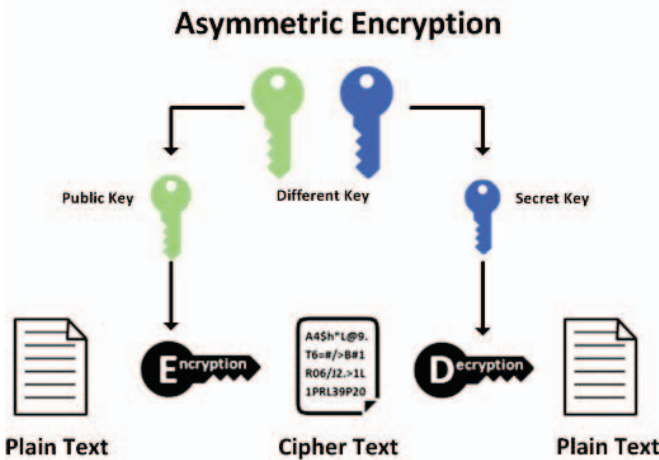 Asymmetric Encryption
Public Key
Different Key
Secret Key
A4$h*L@9.
T6=#/>B#1
R06/J2.>1L
1PRL39P20
Encryption
Decryption
Plain Text
Cipher Text
Plain Text